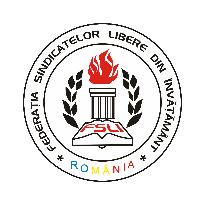 FEDERAȚIA SINDICATELOR LIBERE DIN ÎNVĂȚĂMÂNT
FSLI
* ROMÂNIA *